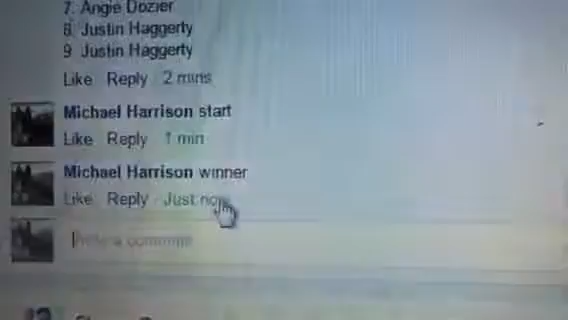 7. Angie Dozier
8. Justin Haggerty
9 Justin Haggerty
Like Reply 2 mins
Michael Harrison start
Like Reply 1 min
Michael Harrison winner
Like Reply Just now
Write a comment